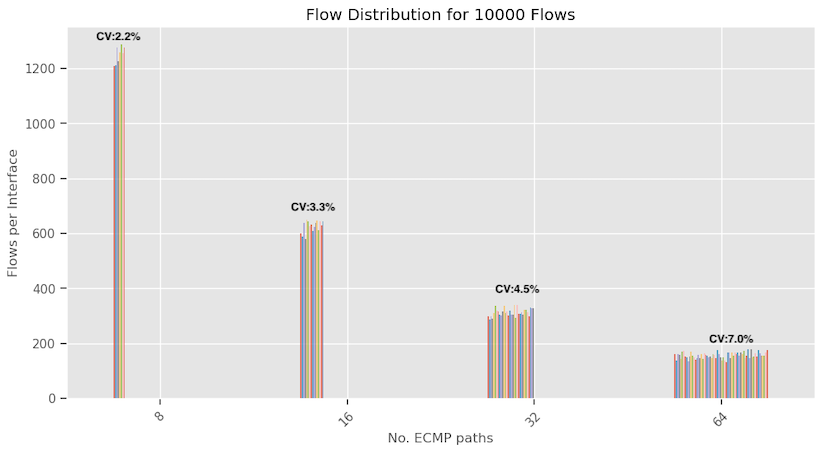 Flow Distribution for 10000 Flows
CV:2.2%
CV:3.3%
CV:4.5%
CV:7.0%
Flows per Interface
1200
1000
800
600
400
200
0
8
16
32
64
No. ECMP paths